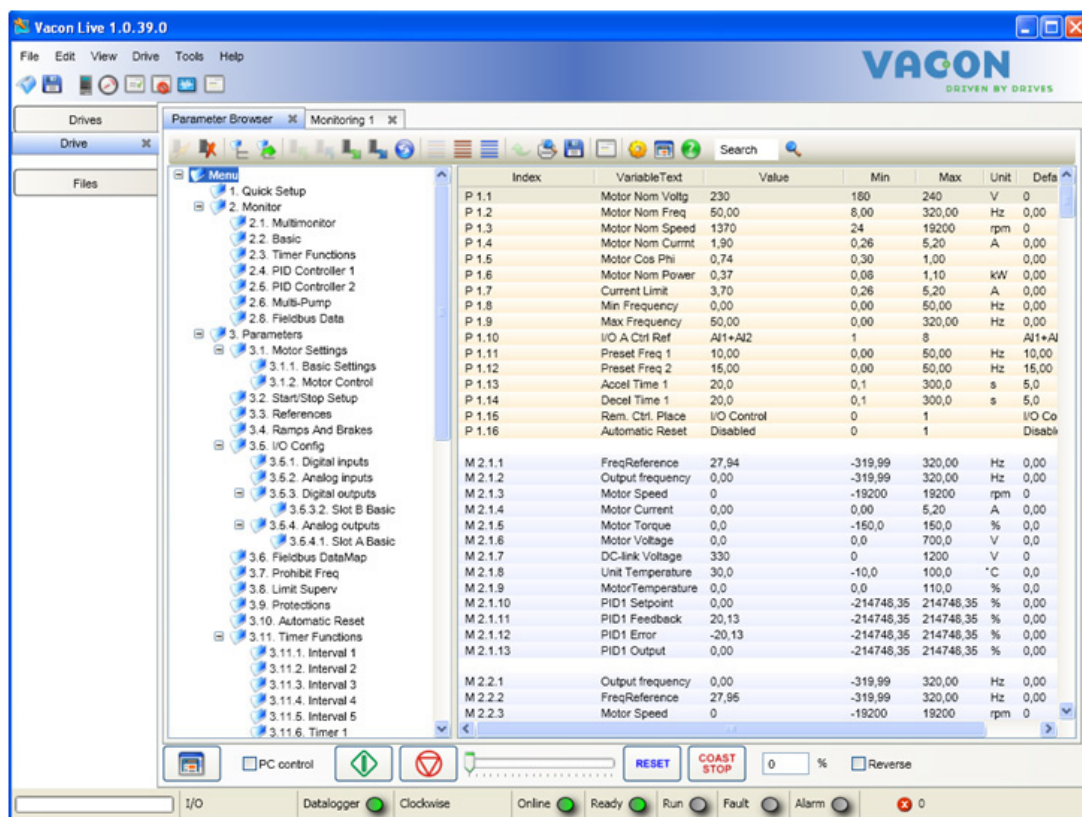 Vacon Live 1.0.39.0
File Edit View Drive Tools Help
VACON
DRIVEN BY DRIVES
Drives
Drive
Files
Parameter Browser Monitoring 1
Search
Menu
1. Quick Setup
2. Monitor
2.1. Multimonitor
2.2. Basic
2.3. Timer Functions
2.4. PID Controller 1
2.5. PID Controller 2
2.6. Multi-Pump
2.8. Fieldbus Data
3. Parameters
3.1. Motor Settings
3.1.1. Basic Settings
3.1.2. Motor Control
3.2. Start/Stop Setup
3.3. References
3.4. Ramps And Brakes
3.5. I/O Config
3.5.1. Digital inputs
3.5.2. Analog inputs
3.5.3. Digital outputs
3.5.3.2. Slot B Basic
3.5.4. Analog outputs
3.5.4.1. Slot A Basic
3.6. Fieldbus DataMap
3.7. Prohibit Freq
3.8. Limit Superv
3.9. Protections
3.10. Automatic Reset
3.11. Timer Functions
3.11.1. Interval 1
3.11.2. Interval 2
3.11.3. Interval 3
3.11.4. Interval 4
3.11.5. Interval 5
3.11.6. Timer 1
Index VariableText Value Min Max Unit Defa
P 1.1 Motor Nom Voltg 230 180 240 V 0
P 1.2 Motor Nom Freq 50,00 8,00 320,00 Hz 0,00
P 1.3 Motor Nom Speed 1370 24 19200 rpm 0
P 1.4 Motor Nom Currnt 1,90 0,26 5,20 A 0,00
P 1.5 Motor Cos Phi 0,74 0,30 1,00 0,00
P 1.6 Motor Nom Power 0,37 0,08 1,10 kW 0,00
P 1.7 Current Limit 3,70 0,26 5,20 A 0,00
P 1.8 Min Frequency 0,00 0,00 50,00 Hz 0,00
P 1.9 Max Frequency 50,00 0,00 320,00 Hz 0,00
P 1.10 I/O A Ctrl Ref AI1+AI2 1 8 AI1+AI
P 1.11 Preset Freq 1 10,00 0,00 50,00 Hz 10,00
P 1.12 Preset Freq 2 15,00 0,00 50,00 Hz 15,00
P 1.13 Accel Time 1 20,0 0,1 300,0 s 5,0
P 1.14 Decel Time 1 20,0 0,1 300,0 s 5,0
P 1.15 Rem. Ctrl. Place I/O Control 0 1 I/O Co
P 1.16 Automatic Reset Disabled 0 1 Disabl
M 2.1.1 FreqReference 27,94 -319,99 320,00 Hz 0,00
M 2.1.2 Output frequency 0,00 -319,99 320,00 Hz 0,00
M 2.1.3 Motor Speed 0 -19200 19200 rpm 0
M 2.1.4 Motor Current 0,00 0,00 5,20 A 0,00
M 2.1.5 Motor Torque 0,0 -150,0 150,0 % 0,0
M 2.1.6 Motor Voltage 0,0 0,0 700,0 V 0,0
M 2.1.7 DC-link Voltage 330 0 1200 V 0
M 2.1.8 Unit Temperature 30,0 -10,0 100,0 °C 0,0
M 2.1.9 MotorTemperature 0,0 0,0 110,0 % 0,0
M 2.1.10 PID1 Setpoint 0,00 -214748,35 214748,35 % 0,00
M 2.1.11 PID1 Feedback 20,13 -214748,35 214748,35 % 0,00
M 2.1.12 PID1 Error -20,13 -214748,35 214748,35 % 0,00
M 2.1.13 PID1 Output 0,00 -214748,35 214748,35 % 0,00
M 2.2.1 Output frequency 0,00 -319,99 320,00 Hz 0,00
M 2.2.2 FreqReference 27,95 -319,99 320,00 Hz 0,00
M 2.2.3 Motor Speed 0 -19200 19200 rpm 0
PC control RESET COAST STOP 0 % Reverse
I/O Datalogger Clockwise Online Ready Run Fault Alarm 0